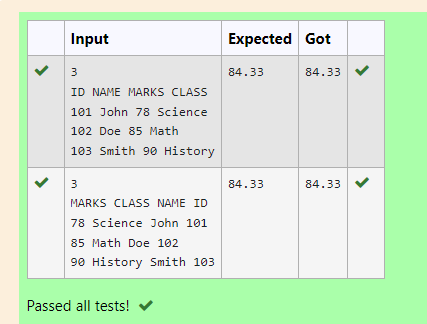 Input Expected Got
3 84.33 84.33
ID NAME MARKS CLASS
101 John 78 Science
102 Doe 85 Math
103 Smith 90 History
3 84.33 84.33
MARKS CLASS NAME ID
78 Science John 101
85 Math Doe 102
90 History Smith 103
Passed all tests!